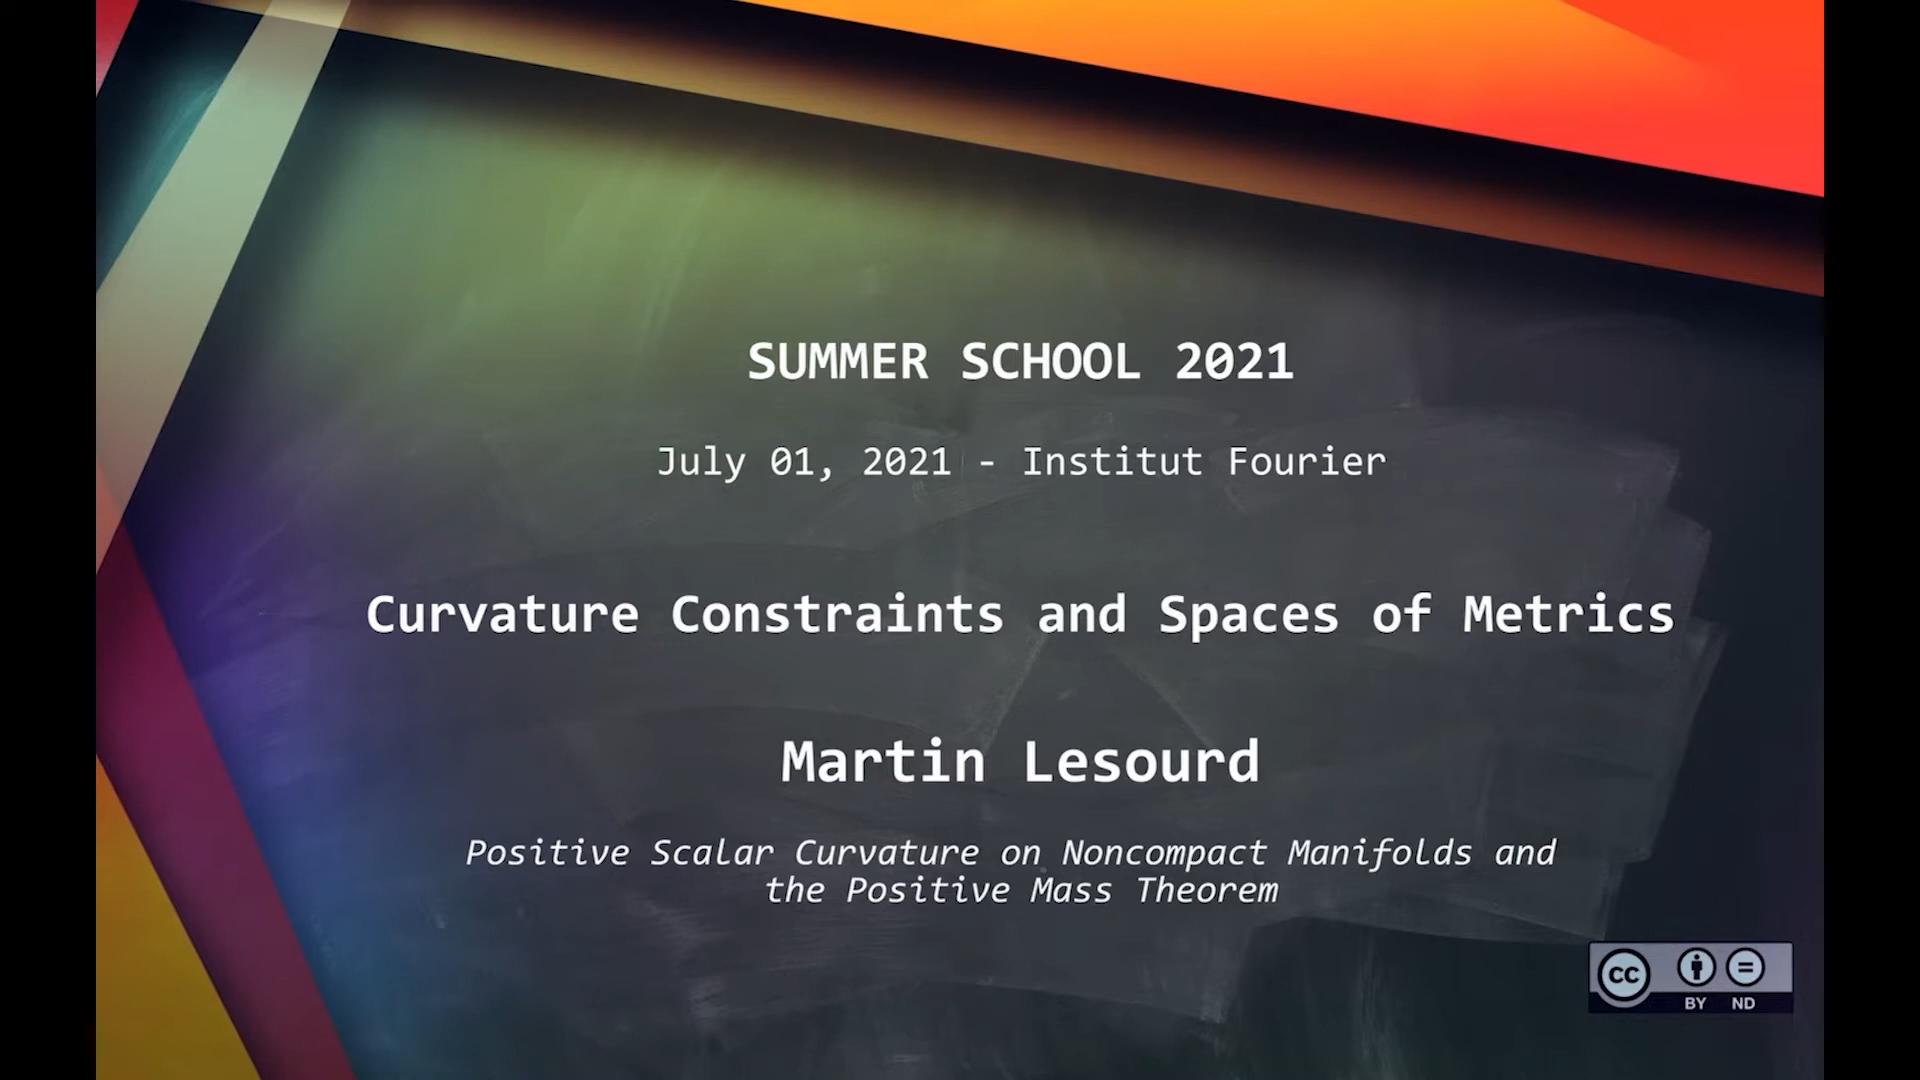 SUMMER SCHOOL 2021
July 01, 2021 - Institut Fourier
Curvature Constraints and Spaces of Metrics
Martin Lesourd
Positive Scalar Curvature on Noncompact Manifolds and
the Positive Mass Theorem
cc
BY ND